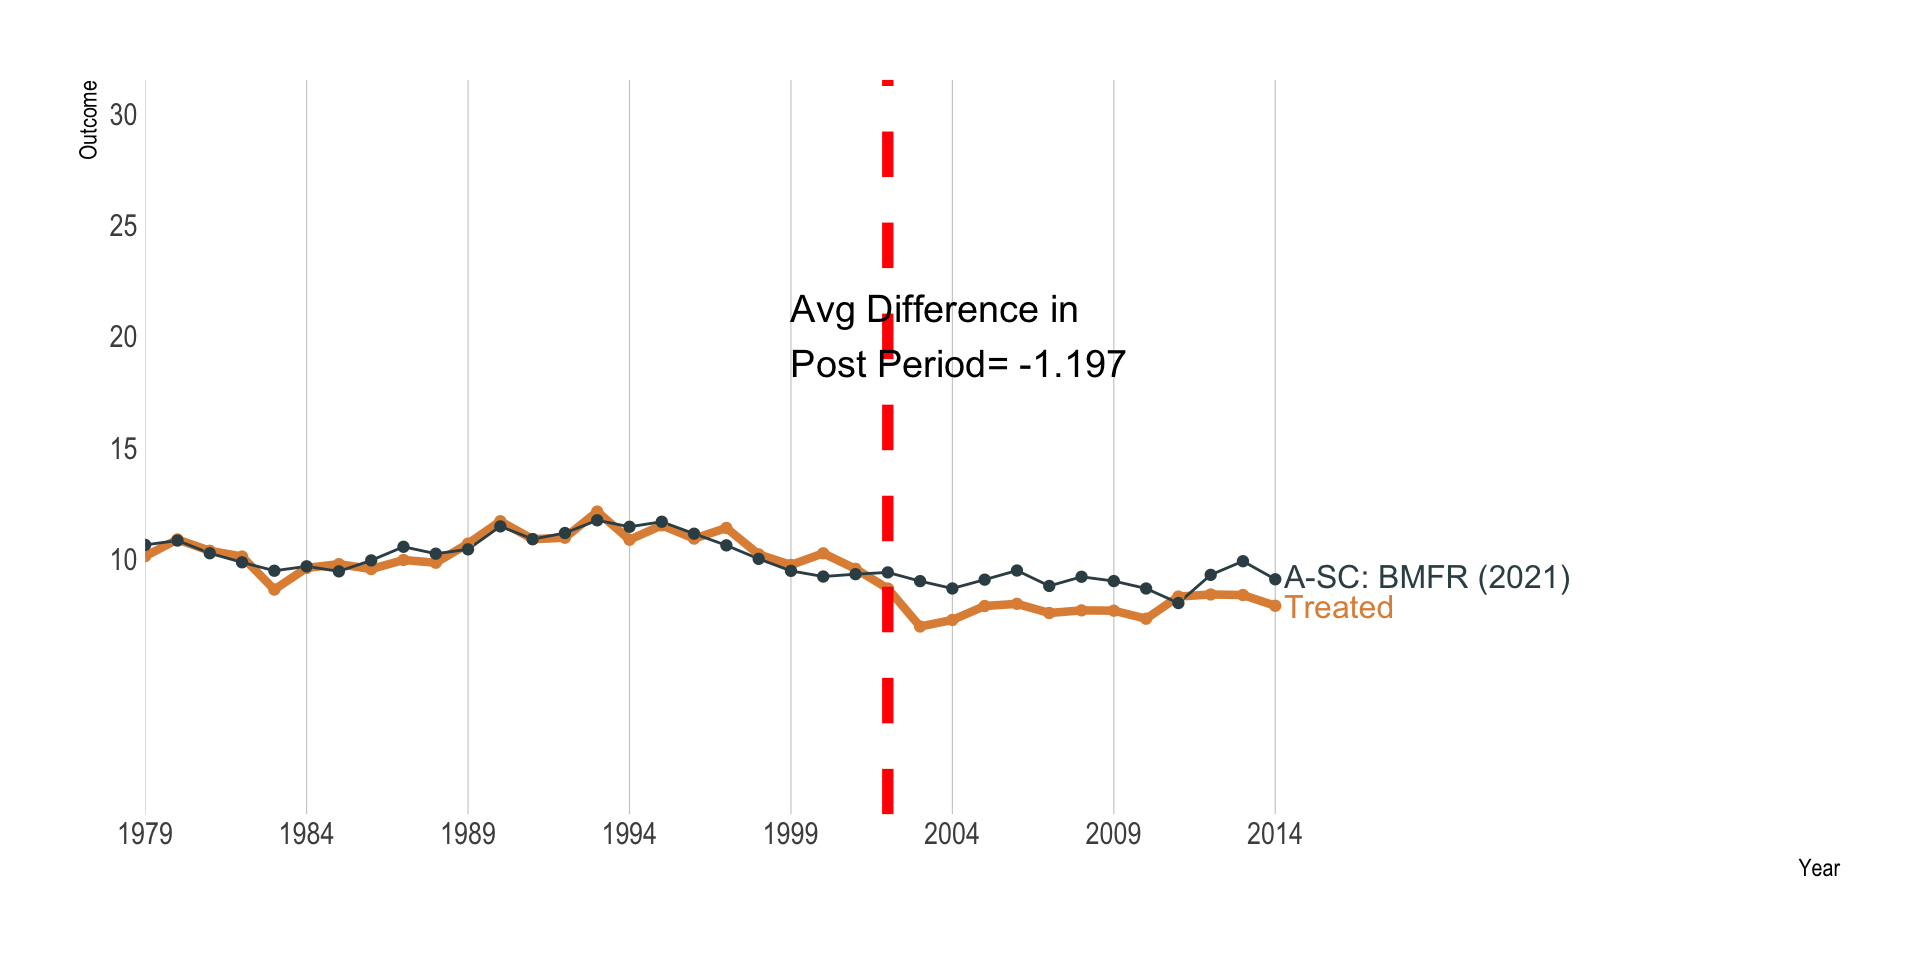 Outcome
30
25
20
15
10
Avg Difference in
Post Period= -1.197
A-SC: BMFR (2021)
Treated
1979 1984 1989 1994 1999 2004 2009 2014
Year